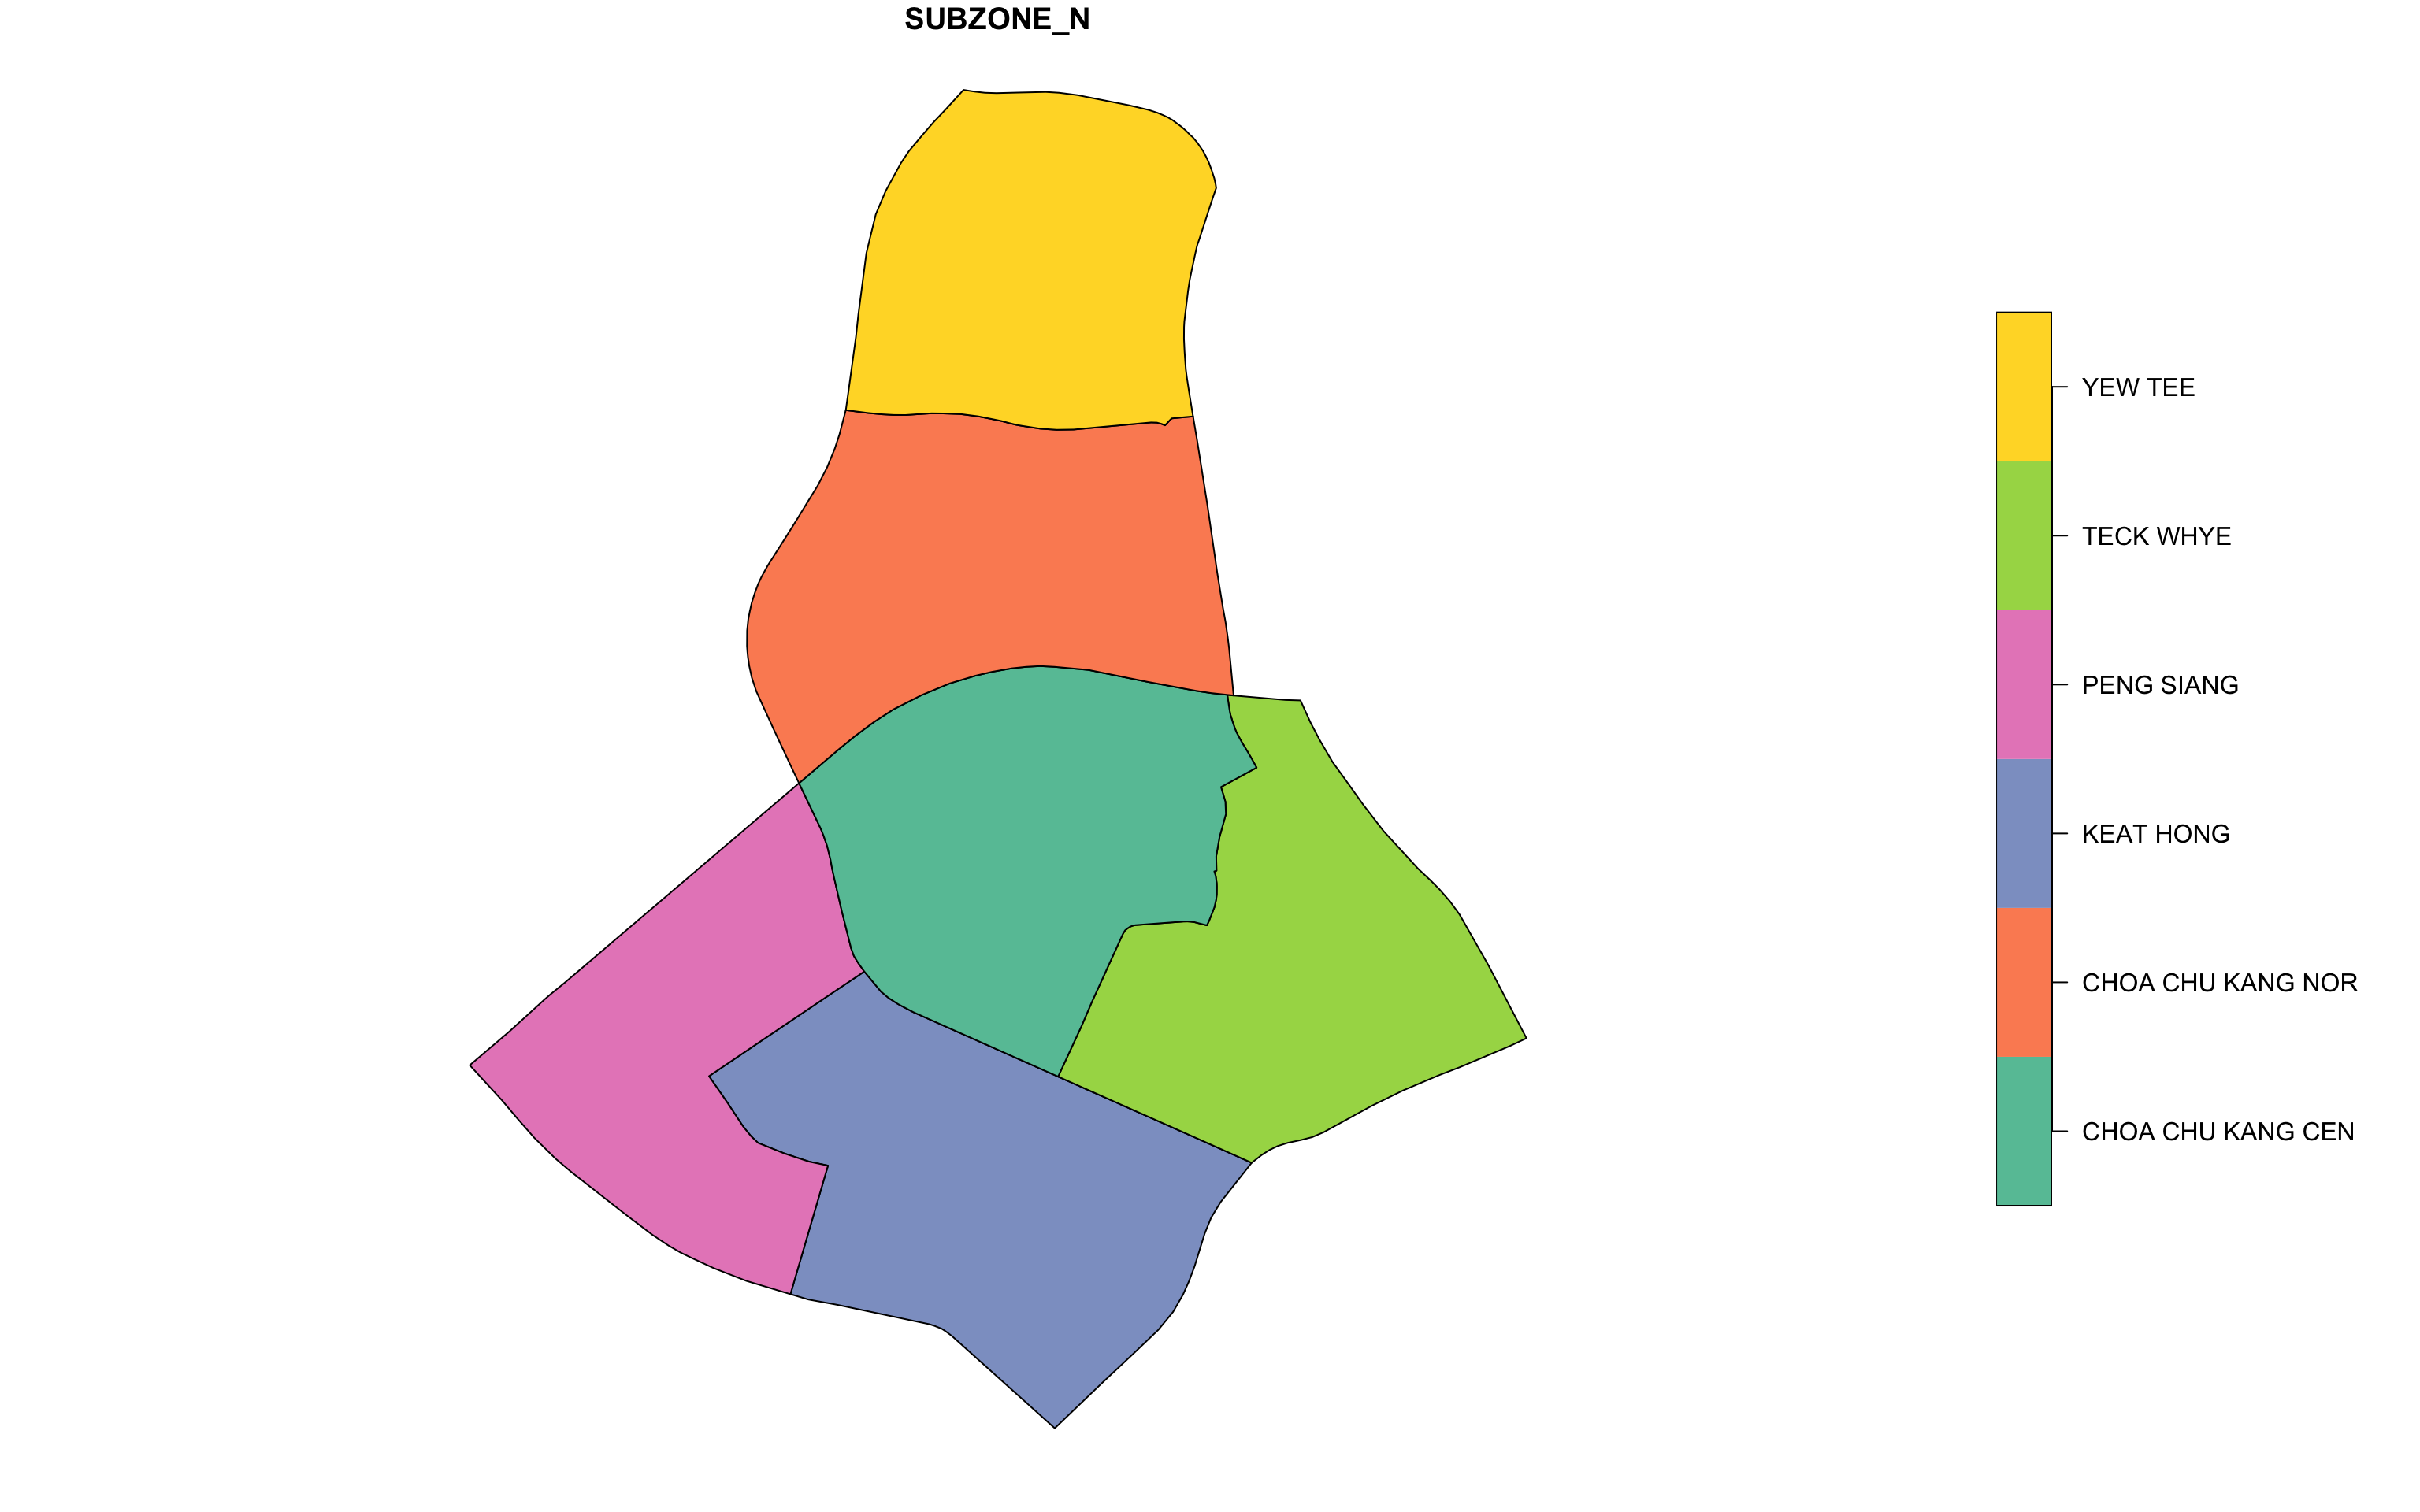 SUBZONE_N
YEW TEE
TECK WHYE
PENG SIANG
KEAT HONG
CHOA CHU KANG NOR
CHOA CHU KANG CEN